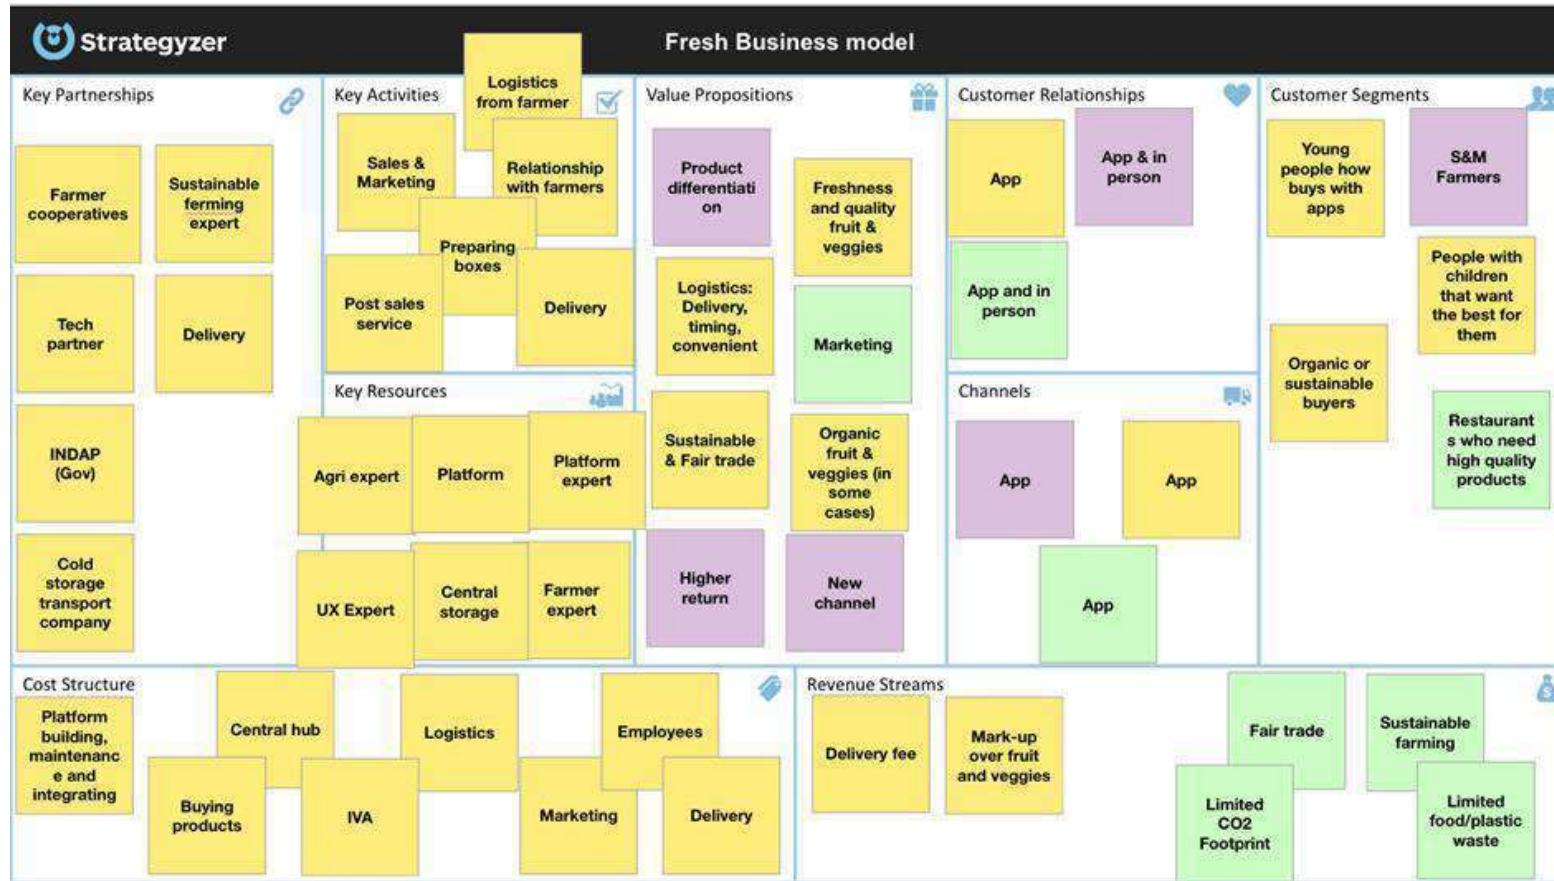 Strategyzer
Fresh Business model
Key Partnerships
Farmer
cooperatives
Sustainable
ferming
expert
Tech
partner
Delivery
INDAP
(Gov)
Cold
storage
transport
company
Key Activities
Logistics
from farmer
Sales &
Marketing
Relationship
with farmers
Preparing
boxes
Post sales
service
Delivery
Key Resources
Agri expert
Platform
Platform
expert
UX Expert
Central
storage
Farmer
expert
Value Propositions
Product
differentiati
on
Freshness
and quality
fruit &
veggies
Logistics:
Delivery,
timing,
convenient
Marketing
Sustainable
& Fair trade
Organic
fruit &
veggies (in
some
cases)
Higher
return
New
channel
Customer Relationships
App
App & in
person
App and in
person
Channels
App
App
App
Customer Segments
Young
people how
buys with
apps
S&M
Farmers
People with
children
that want
the best for
them
Organic or
sustainable
buyers
Restaurant
s who need
high quality
products
Cost Structure
Platform
building,
maintenanc
e and
integrating
Central hub
Logistics
Employees
Buying
products
IVA
Marketing
Delivery
Revenue Streams
Delivery fee
Mark-up
over fruit
and veggies
Fair trade
Sustainable
farming
Limited
CO2
Footprint
Limited
food/plastic
waste